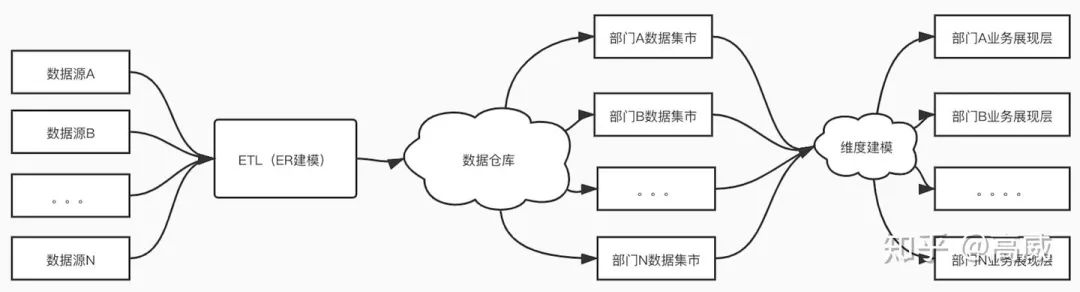 数据源A
数据源B
。。。
数据源N
ETL（ER建模）
数据仓库
部门A数据集市
部门B数据集市
。。。
部门N数据集市
维度建模
部门A业务展现层
部门B业务展现层
。。。。
部门N业务展现层
知乎 @高威